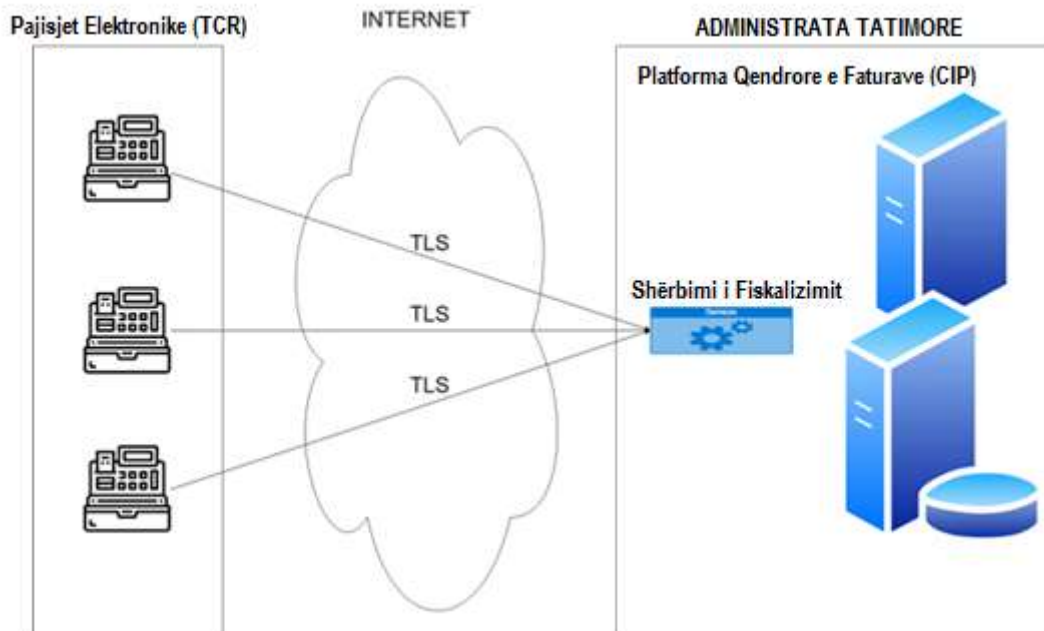 Pajisjet Elektronike (TCR)
INTERNET
ADMINISTRATA TATIMORE
Platforma Qendrore e Faturave (CIP)
TLS
Shërbimi i Fiskalizimit
TLS
TLS